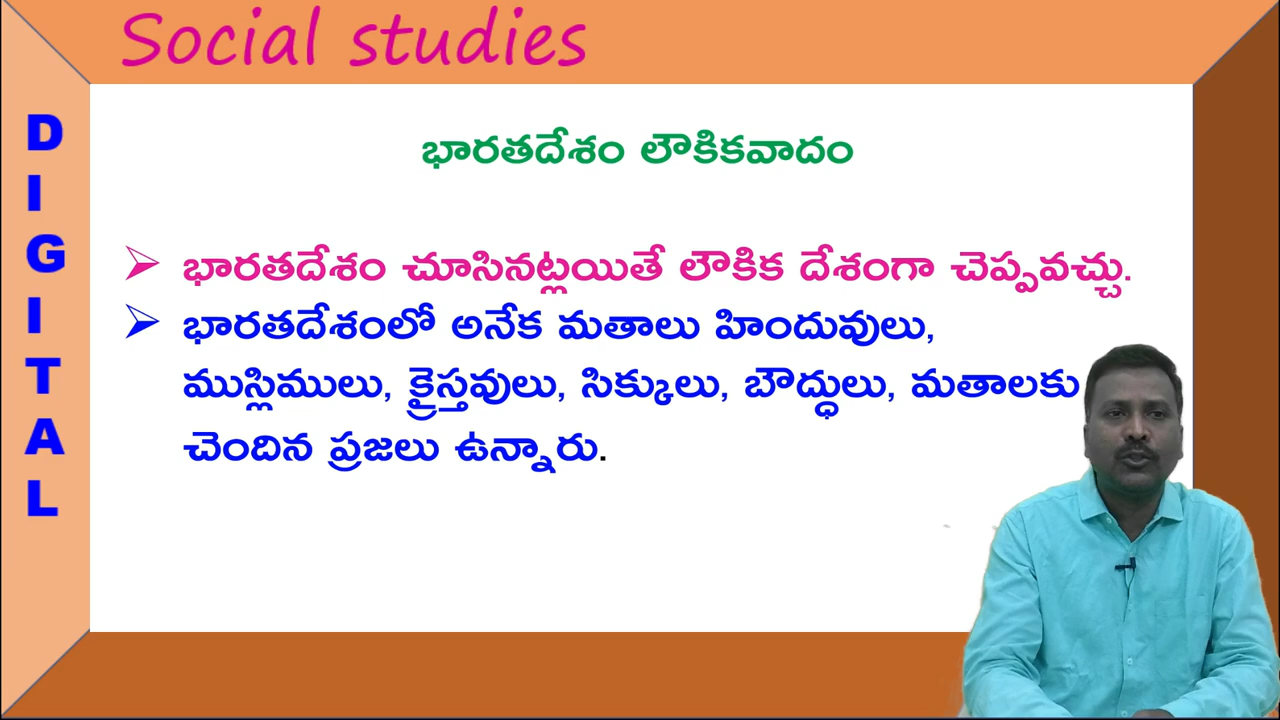 Social studies
DIGITAL
భారతదేశం లౌకికవాదం
భారతదేశం చూసినట్లయితే లౌకిక దేశంగా చెప్పవచ్చు.
భారతదేశంలో అనేక మతాలు హిందువులు,
ముస్లిములు, క్రైస్తవులు, సిక్కులు, బౌద్ధులు, మతాలకు
చెందిన ప్రజలు ఉన్నారు.